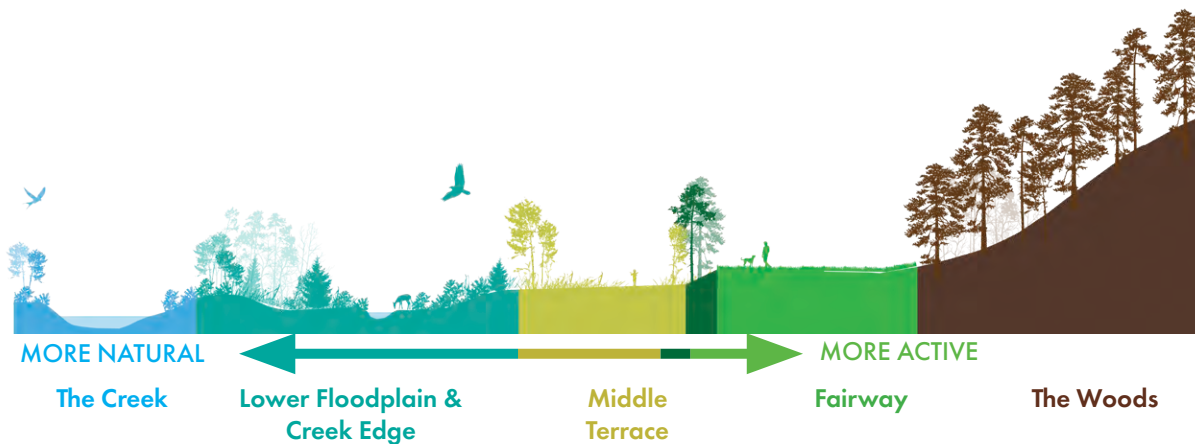 MORE NATURAL
MORE ACTIVE
The Creek
Lower Floodplain &
Creek Edge
Middle
Terrace
Fairway
The Woods